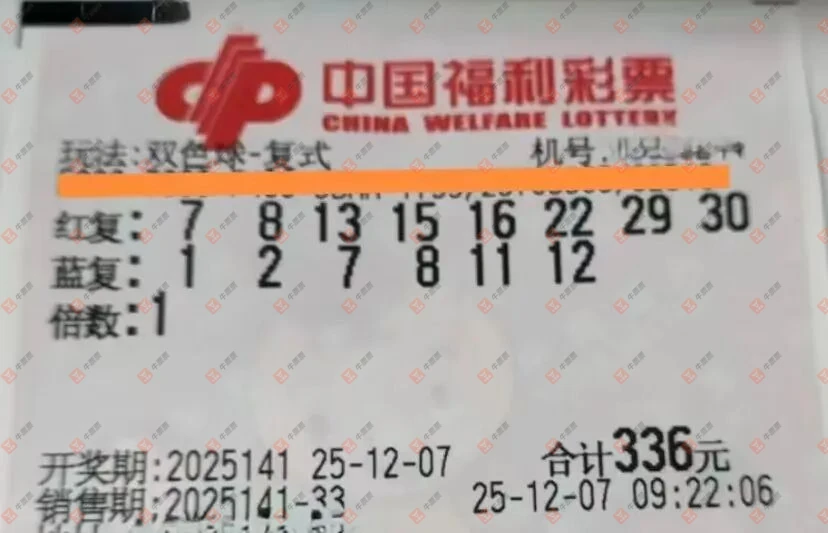 中国福利彩票
CHINA WELFARE LOTTERY
玩法:双色球-复式 机号:
红复: 7 8 13 15 16 22 29 30
蓝复: 1 2 7 8 11 12
倍数:1
开奖期:2025141 25-12-07 合计336元
销售期:2025141-33 25-12-07 09:22:06